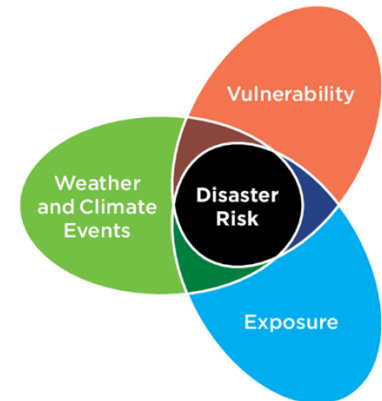 Vulnerability
Weather
and Climate
Events
Disaster
Risk
Exposure